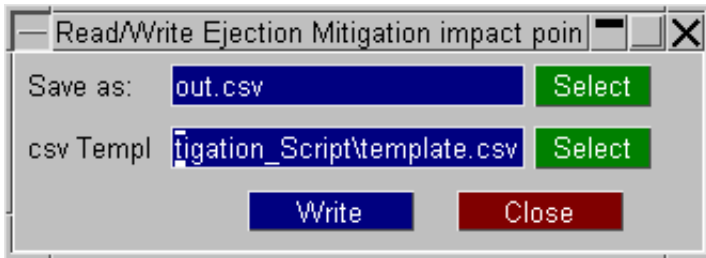 Read/Write Ejection Mitigation impact poin
Save as: out.csv Select
csv Templ tigation_Script\template.csv Select
Write Close